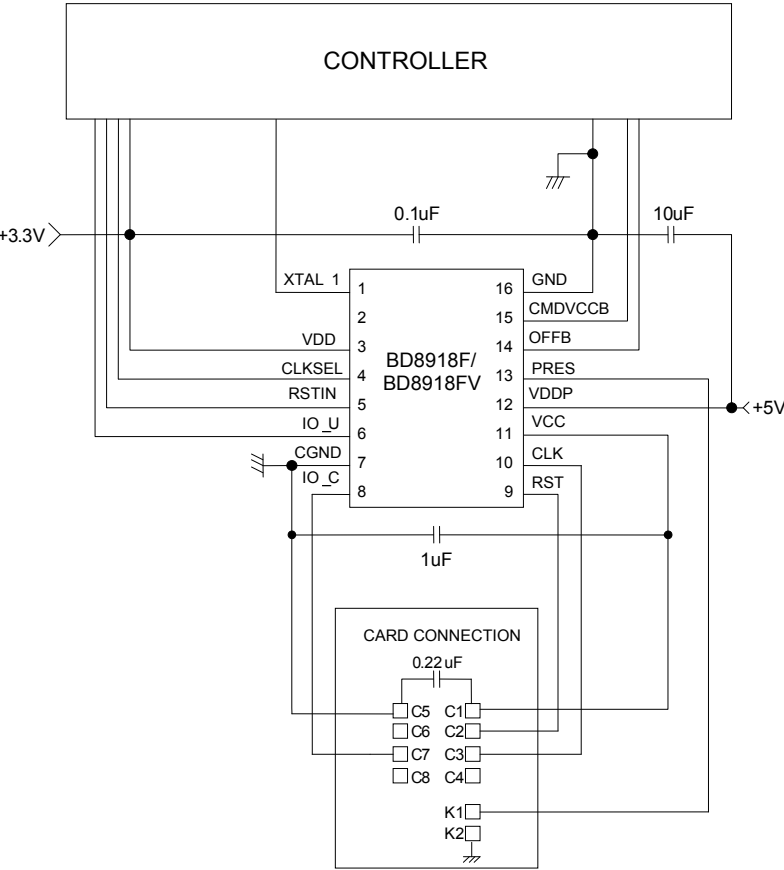 CONTROLLER
+3.3V
0.1uF
10uF
XTAL 1
1
16
GND
2
15
CMDVCCB
VDD
3
14
OFFB
BD8918F/
BD8918FV
CLKSEL
4
13
PRES
RSTIN
5
12
VDDP
+5V
IO_U
6
11
VCC
CGND
7
10
CLK
IO_C
8
9
RST
1uF
CARD CONNECTION
0.22uF
C5 C1
C6 C2
C7 C3
C8 C4
K1
K2